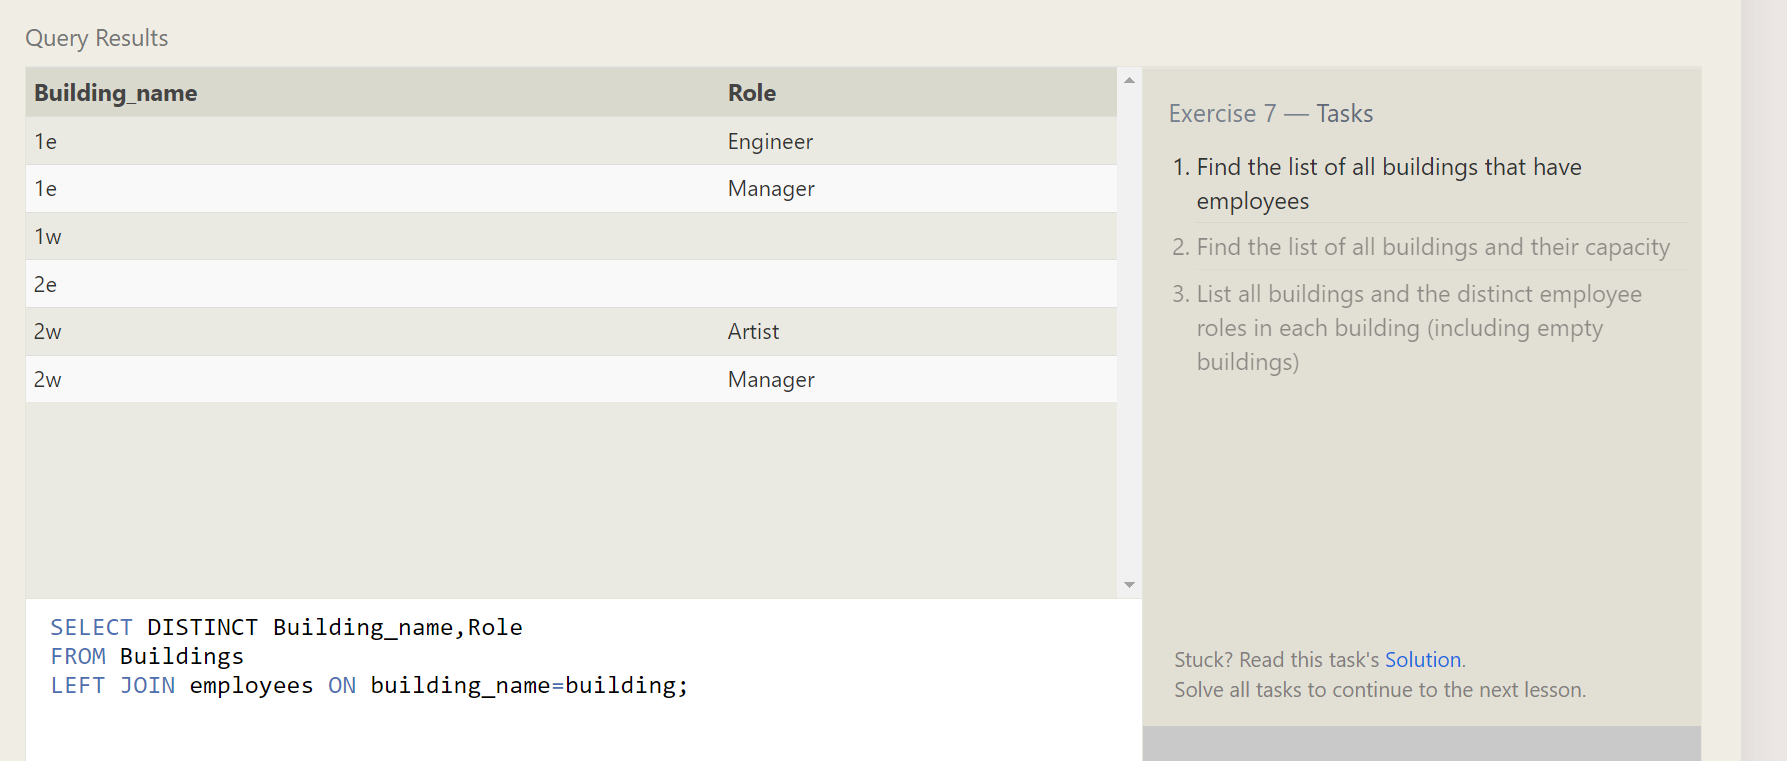 Query Results
Building_name Role
1e Engineer
1e Manager
1w
2e
2w Artist
2w Manager
SELECT DISTINCT Building_name,Role
FROM Buildings
LEFT JOIN employees ON building_name=building;
Exercise 7 — Tasks
1. Find the list of all buildings that have
employees
2. Find the list of all buildings and their capacity
3. List all buildings and the distinct employee
roles in each building (including empty
buildings)
Stuck? Read this task's Solution.
Solve all tasks to continue to the next lesson.